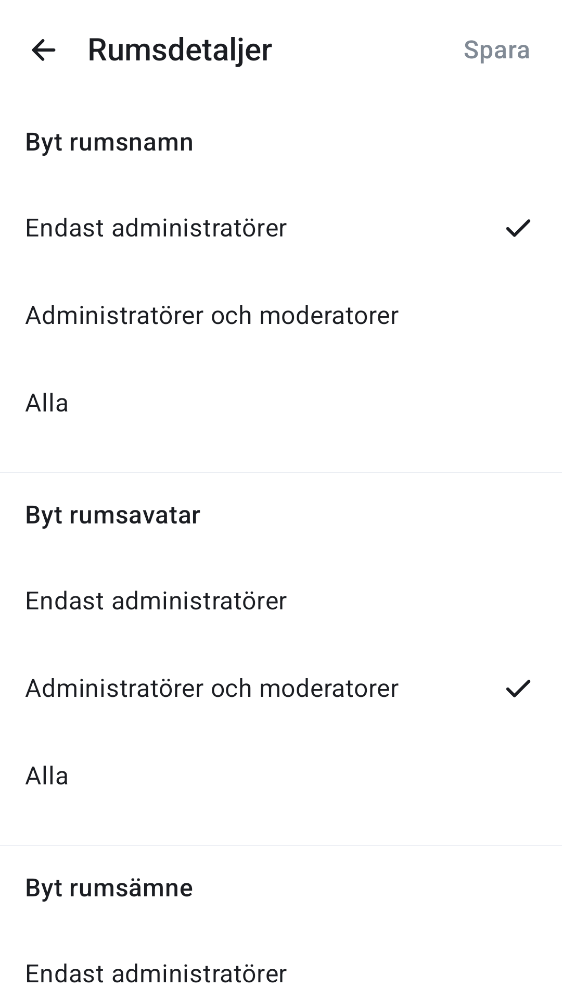 Rumsdetaljer
Spara
Byt rumsnamn
Endast administratörer
Administratörer och moderatorer
Alla
Byt rumsavatar
Endast administratörer
Administratörer och moderatorer
Alla
Byt rumsämne
Endast administratörer